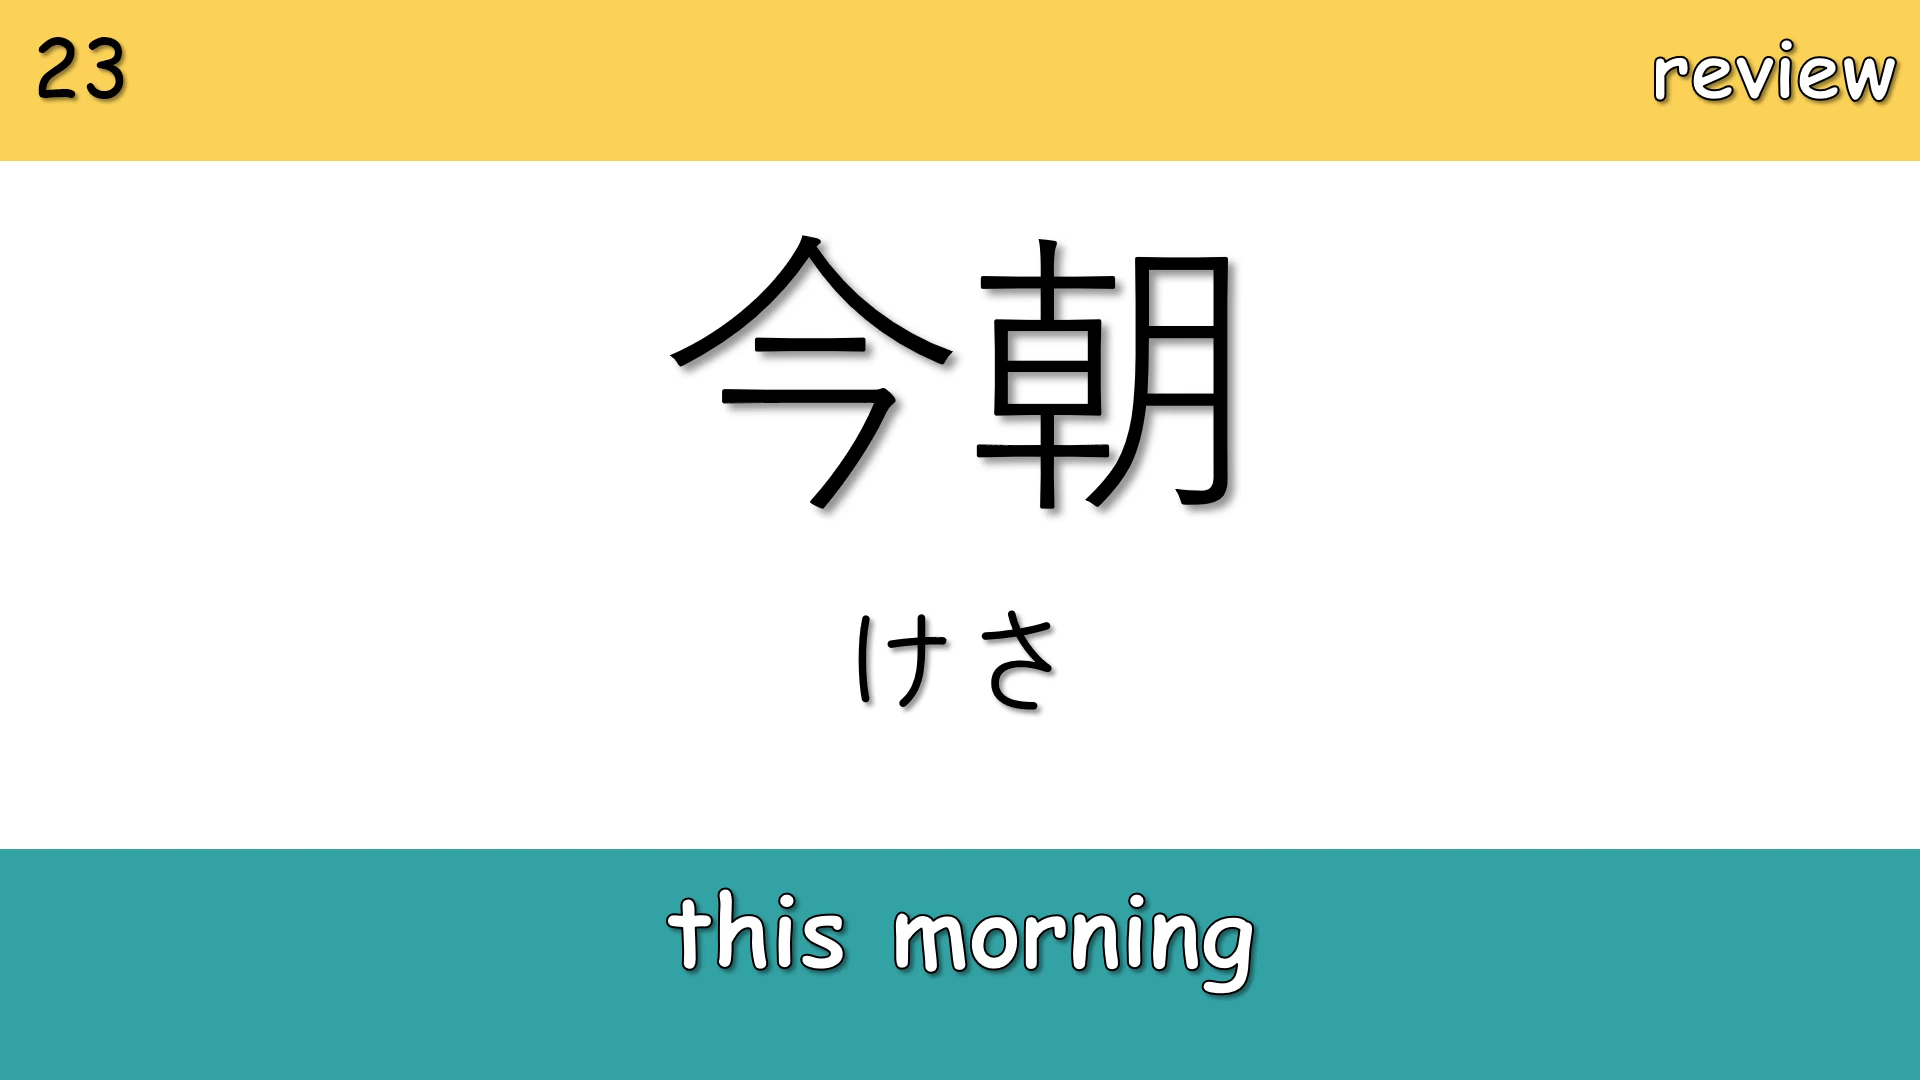 23
review
今朝
けさ
this morning